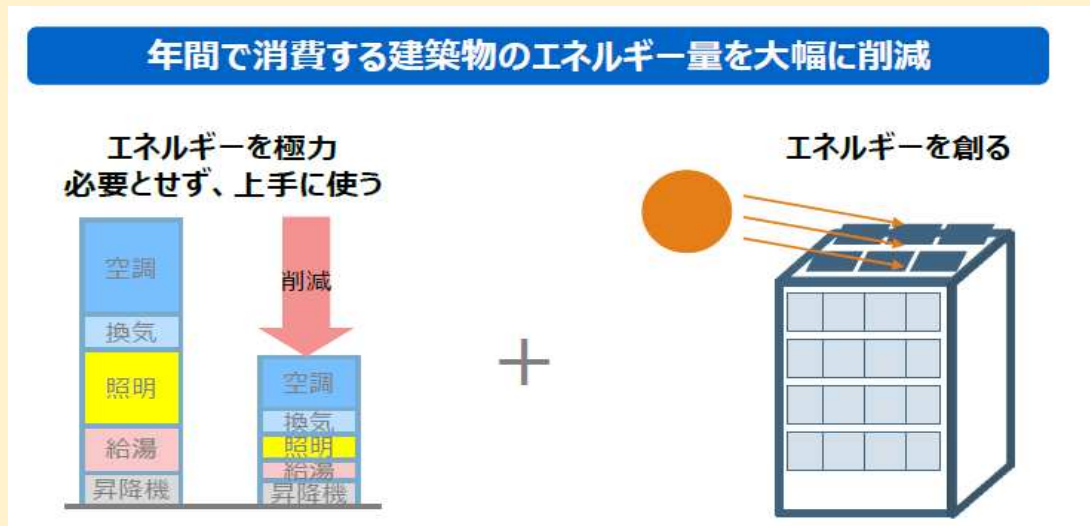 年間で消費する建築物のエネルギー量を大幅に削減
エネルギーを極力
必要とせず、上手に使う
空調
換気
照明
給湯
昇降機
削減
空調
換気
照明
給湯
昇降機
＋
エネルギーを創る